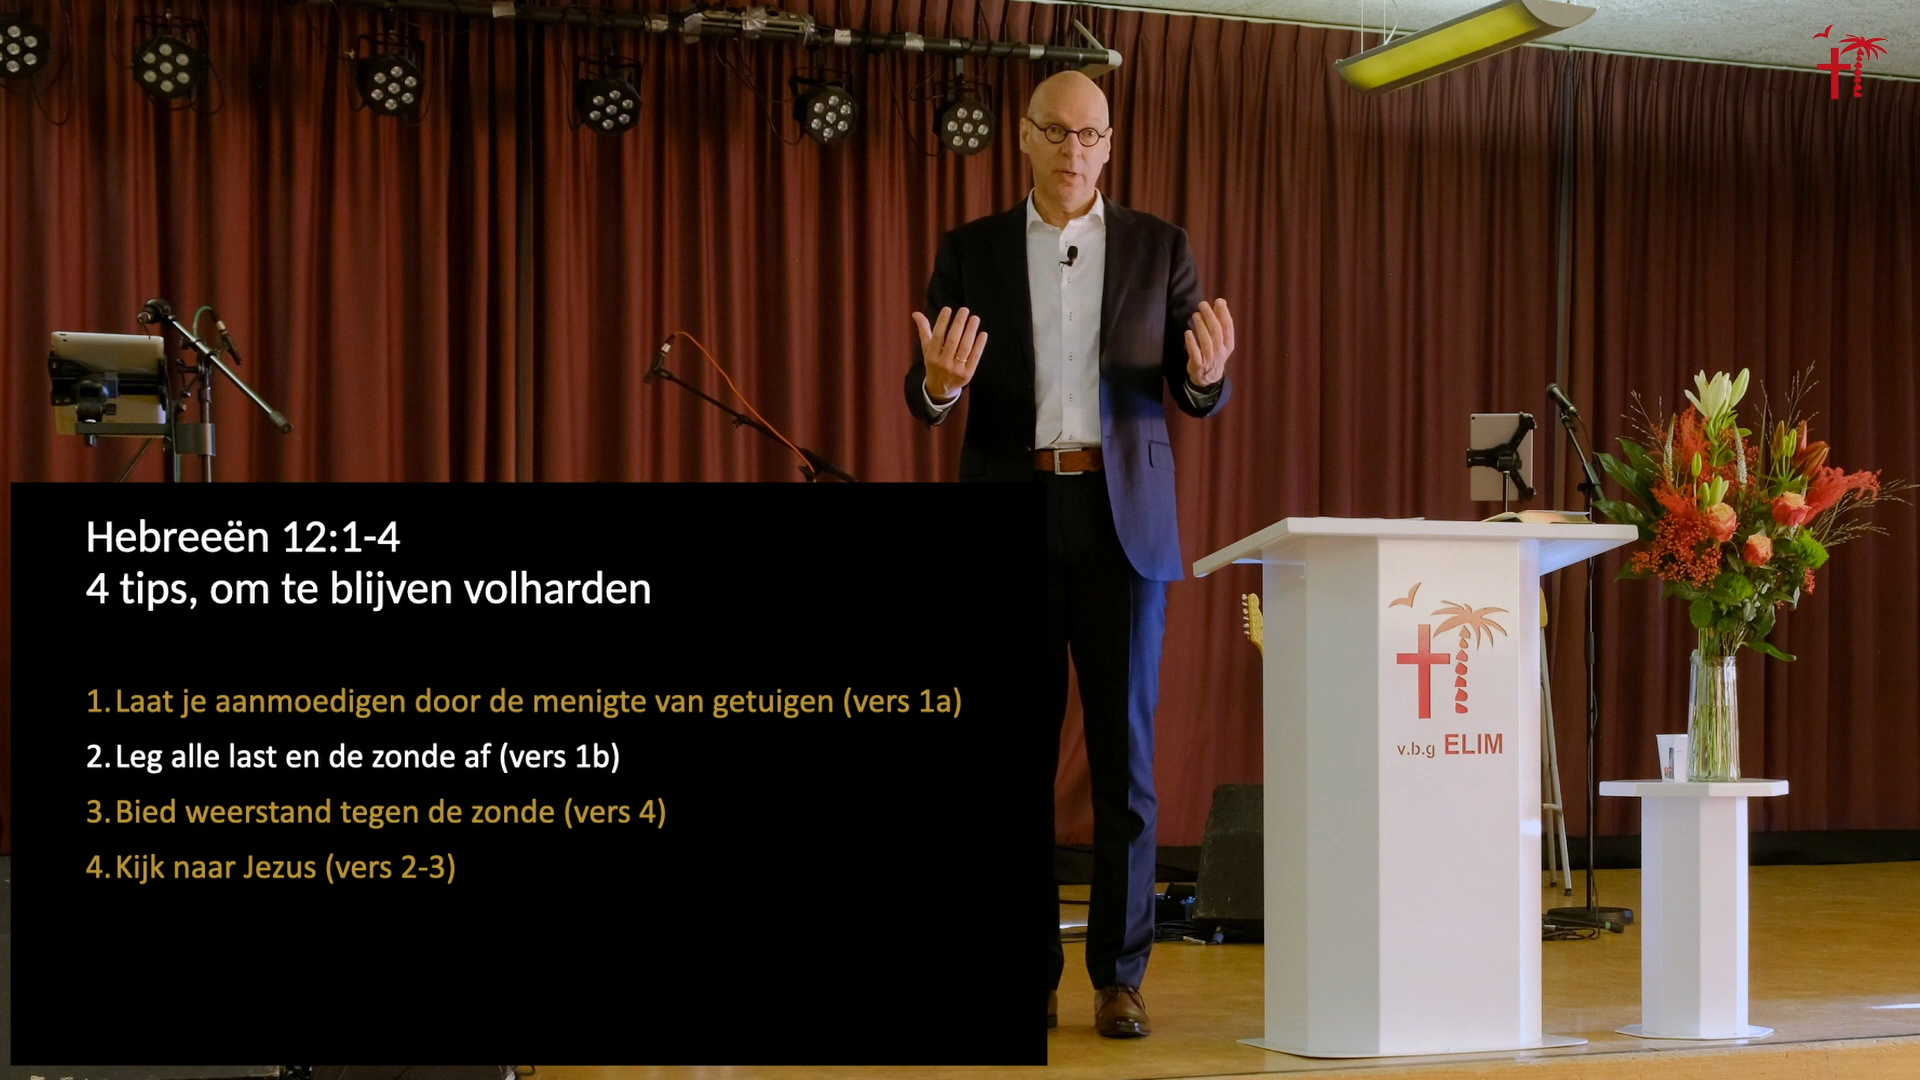 Hebreeën 12:1-4
4 tips, om te blijven volharden
1. Laat je aanmoedigen door de menigte van getuigen (vers 1a)
2. Leg alle last en de zonde af (vers 1b)
3. Bied weerstand tegen de zonde (vers 4)
4. Kijk naar Jezus (vers 2-3)
v.b.g ELIM